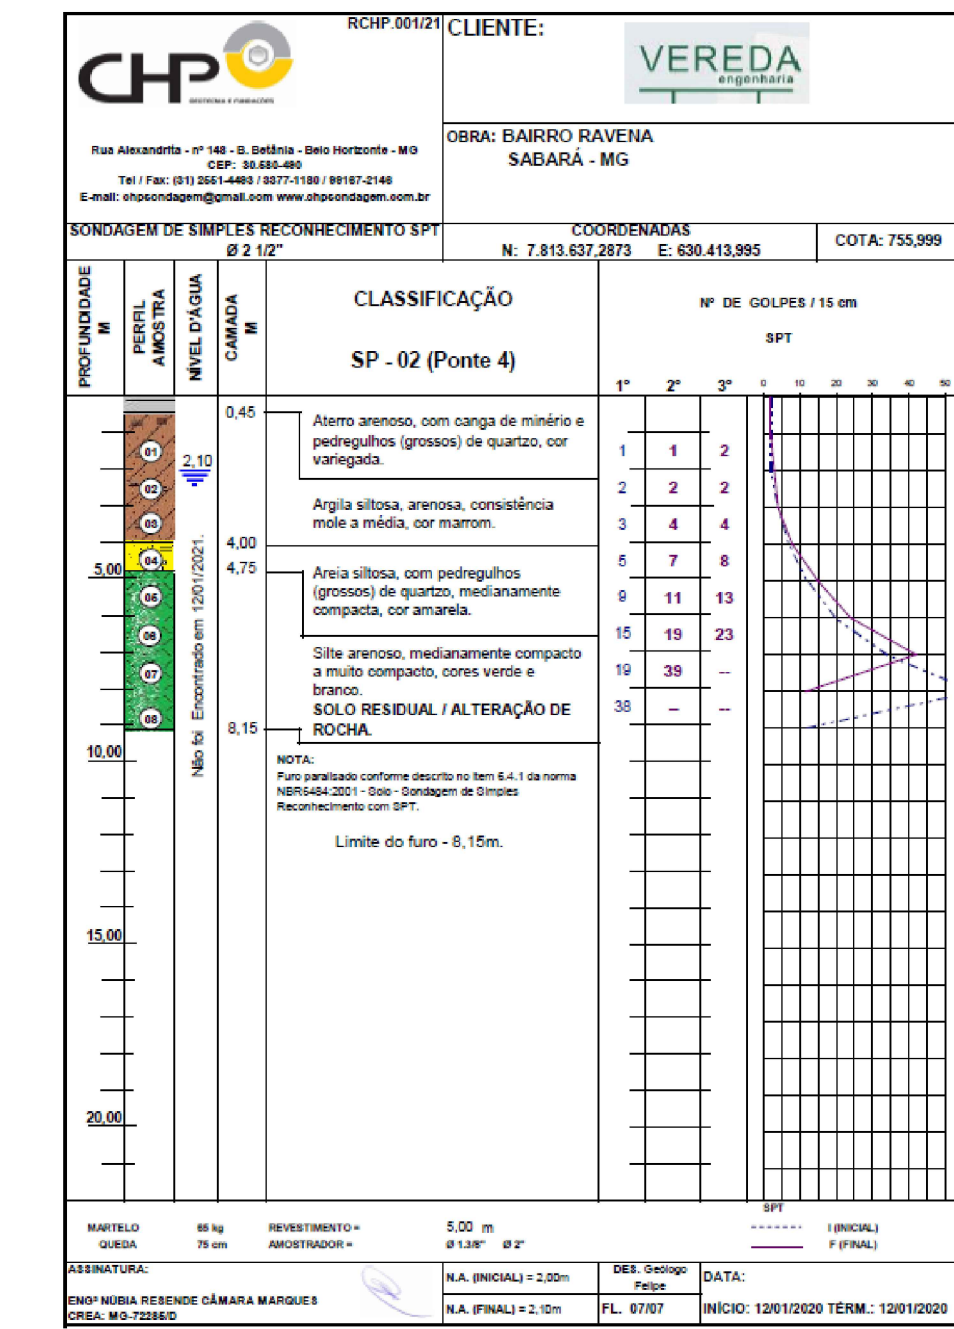 RCHP.001/21
CHP
GEOTECNIA E FUNDAÇÕES
Rua Alexandrita - nº 148 - B. Betânia - Belo Horizonte - MG
CEP: 30.580-490
Tel / Fax: (31) 2551-4493 / 3377-1180 / 99167-2146
E-mail: chpsondagem@gmail.com www.chpsondagem.com.br
CLIENTE:
VEREDA
engenharia
OBRA: BAIRRO RAVENA
SABARÁ - MG
SONDAGEM DE SIMPLES RECONHECIMENTO SPT
Ø 2 1/2"
COORDENADAS
N: 7.813.637,2873 E: 630.413,995
COTA: 755,999
PROFUNDIDADE
M
PERFIL
AMOSTRA
NÍVEL D'ÁGUA
CAMADA
M
CLASSIFICAÇÃO
SP - 02 (Ponte 4)
Nº DE GOLPES / 15 cm
SPT
1º 2º 3º
0 10 20 30 40 50
0,45
Aterro arenoso, com canga de minério e
pedregulhos (grossos) de quartzo, cor
variegada.
01
2,10
1 1 2
02
2 2 2
Argila siltosa, arenosa, consistência
mole a média, cor marrom.
03
3 4 4
4,00
04
5 7 8
5,00
4,75
Areia siltosa, com pedregulhos
(grossos) de quartzo, medianamente
compacta, cor amarela.
05
9 11 13
06
15 19 23
Silte arenoso, medianamente compacto
a muito compacto, cores verde e
branco.
SOLO RESIDUAL / ALTERAÇÃO DE
ROCHA.
07
19 39 --
08
38 -- --
8,15
Não foi Encontrado em 12/01/2021.
10,00
NOTA:
Furo paralisado conforme descrito no item 6.4.1 da norma
NBR6484:2001 - Solo - Sondagem de Simples
Reconhecimento com SPT.
Limite do furo - 8,15m.
15,00
20,00
SPT
MARTELO 65 kg
QUEDA 75 cm
REVESTIMENTO = 5,00 m
AMOSTRADOR = Ø 1.3/8" Ø 2"
I (INICIAL)
F (FINAL)
ASSINATURA:
ENGª NÚBIA RESENDE CÂMARA MARQUES
CREA: MG-72285/D
N.A. (INICIAL) = 2,00m
N.A. (FINAL) = 2,10m
DES. Geólogo
Felipe
FL. 07/07
DATA:
INÍCIO: 12/01/2020 TÉRM.: 12/01/2020